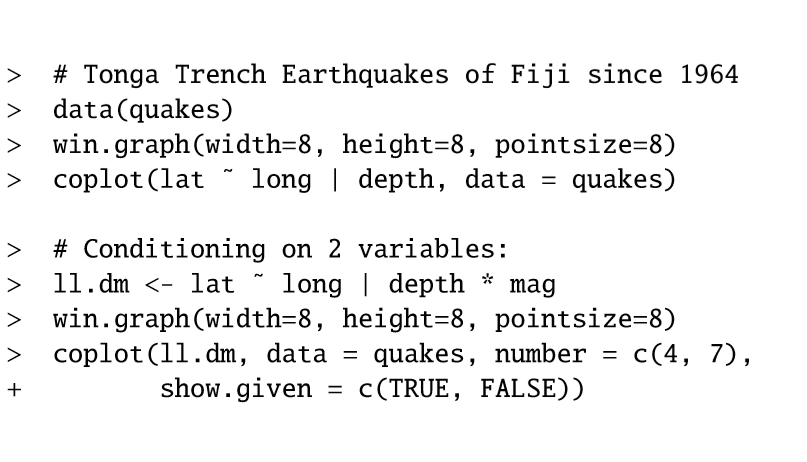 >  # Tonga Trench Earthquakes of Fiji since 1964
>  data(quakes)
>  win.graph(width=8, height=8, pointsize=8)
>  coplot(lat ˜ long | depth, data = quakes)
>  # Conditioning on 2 variables:
>  ll.dm <- lat ˜ long | depth * mag
>  win.graph(width=8, height=8, pointsize=8)
>  coplot(ll.dm, data = quakes, number = c(4, 7),
+         show.given = c(TRUE, FALSE))